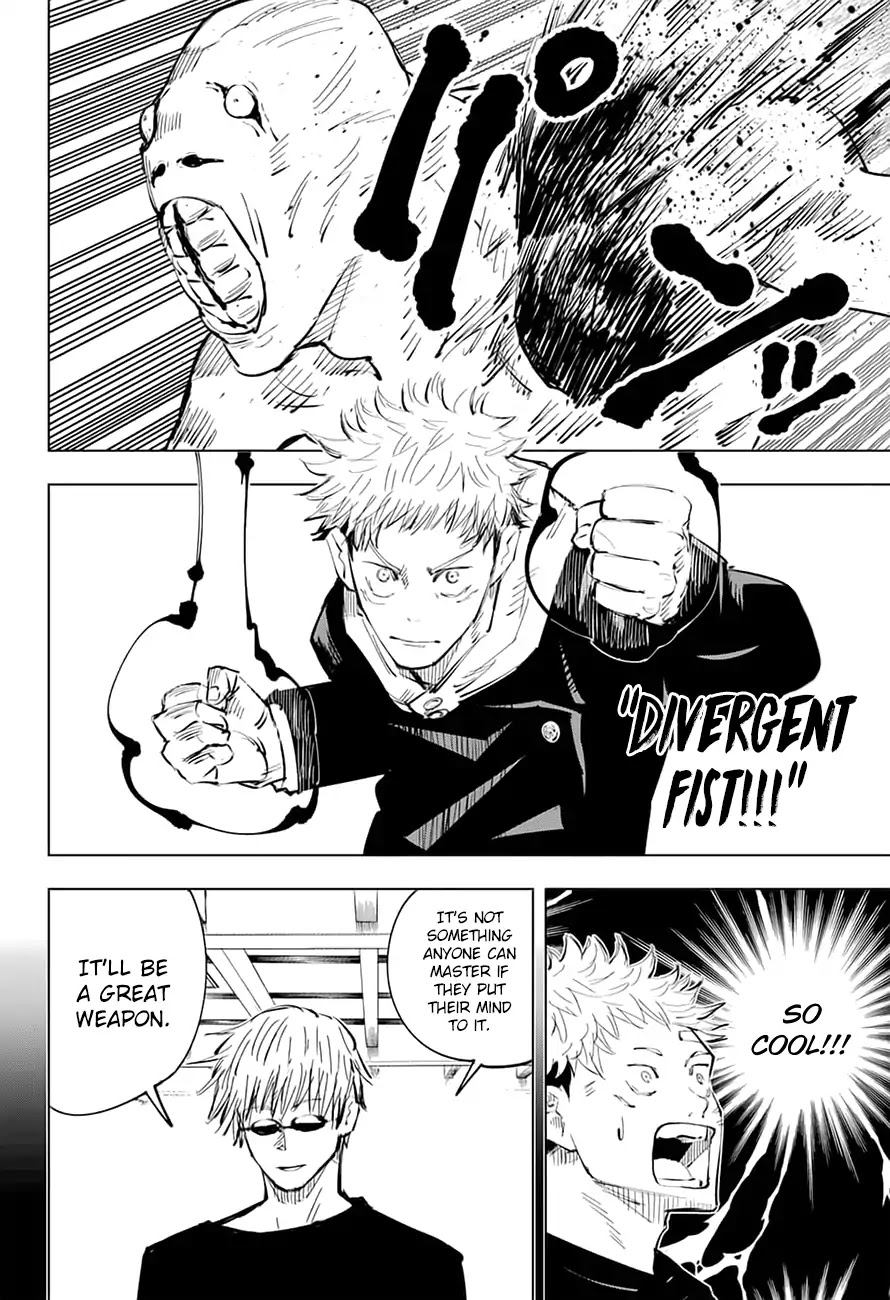 パンッ
"DIVERGENT
FIST!!!"
SO
COOL!!!
IT'S NOT
SOMETHING
ANYONE CAN
MASTER IF
THEY PUT
THEIR MIND
TO IT.
IT'LL BE
A GREAT
WEAPON.